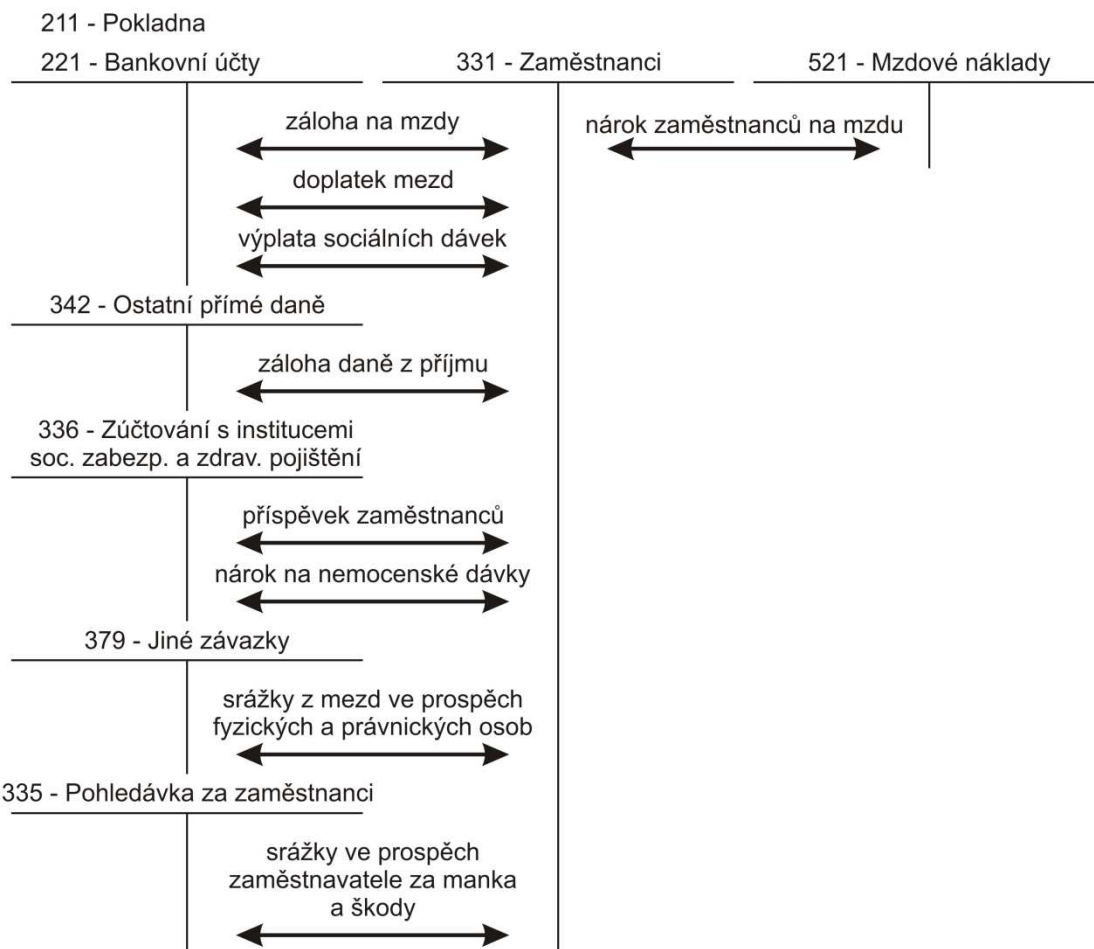 211 - Pokladna
221 - Bankovní účty
331 - Zaměstnanci
521 - Mzdové náklady
záloha na mzdy
nárok zaměstnanců na mzdu
doplatek mezd
výplata sociálních dávek
342 - Ostatní přímé daně
záloha daně z příjmu
336 - Zúčtování s institucemi
soc. zabezp. a zdrav. pojištění
příspěvek zaměstnanců
nárok na nemocenské dávky
379 - Jiné závazky
srážky z mezd ve prospěch
fyzických a právnických osob
335 - Pohledávka za zaměstnanci
srážky ve prospěch
zaměstnavatele za manka
a škody